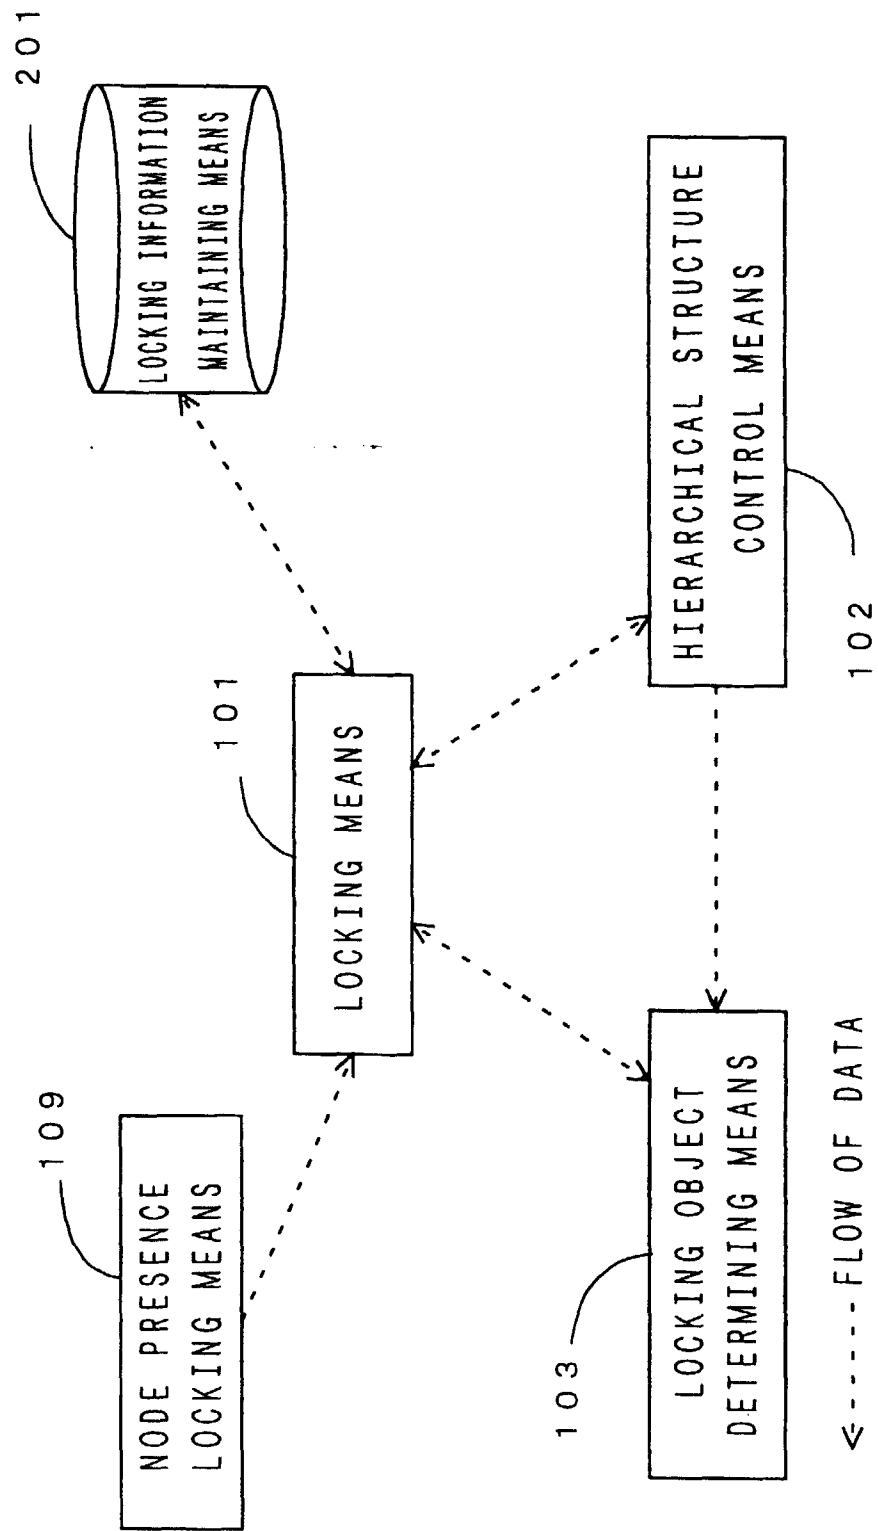 109
NODE PRESENCE
LOCKING MEANS
101
LOCKING MEANS
201
LOCKING INFORMATION
MAINTAINING MEANS
103
LOCKING OBJECT
DETERMINING MEANS
HIERARCHICAL STRUCTURE
CONTROL MEANS
102
FLOW OF DATA